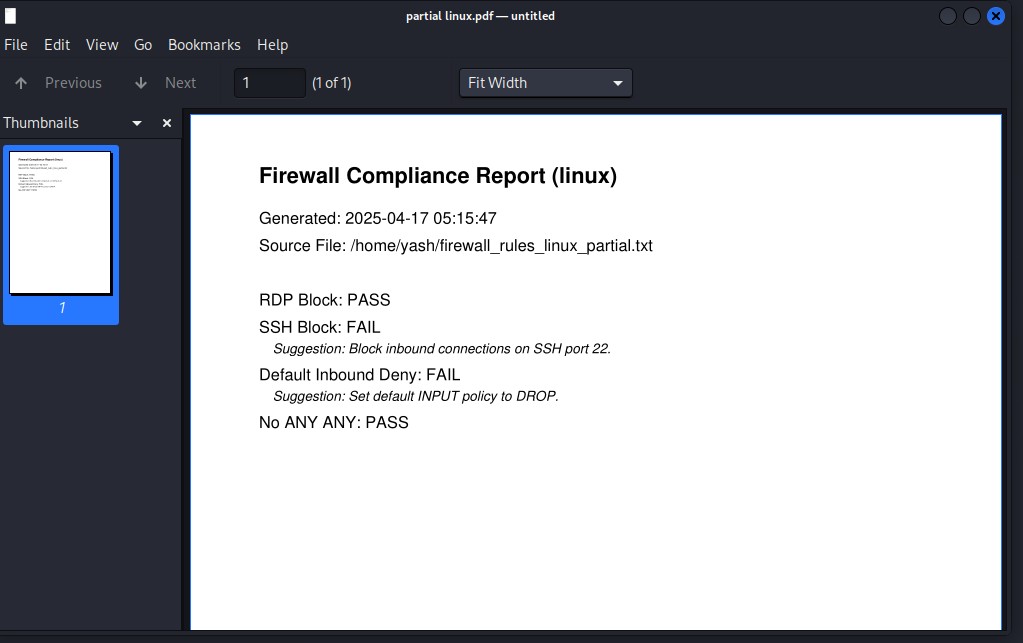 partial linux.pdf — untitled
File Edit View Go Bookmarks Help
Previous Next 1 (1 of 1) Fit Width
Thumbnails
1
Firewall Compliance Report (linux)
Generated: 2025-04-17 05:15:47
Source File: /home/yash/firewall_rules_linux_partial.txt
RDP Block: PASS
SSH Block: FAIL
Suggestion: Block inbound connections on SSH port 22.
Default Inbound Deny: FAIL
Suggestion: Set default INPUT policy to DROP.
No ANY ANY: PASS